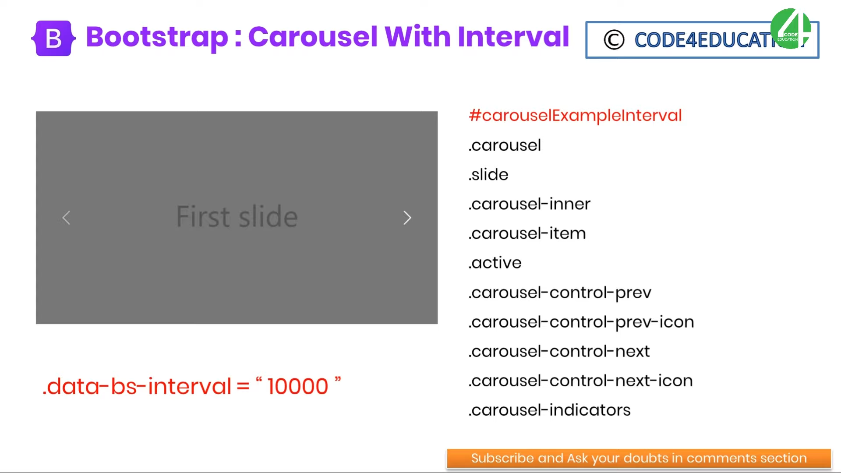 B Bootstrap : Carousel With Interval
© CODE4EDUCATION
4
#carouselExampleInterval
.carousel
.slide
.carousel-inner
.carousel-item
.active
.carousel-control-prev
.carousel-control-prev-icon
.carousel-control-next
.carousel-control-next-icon
.carousel-indicators
First slide
.data-bs-interval = “ 10000 ”
Subscribe and Ask your doubts in comments section